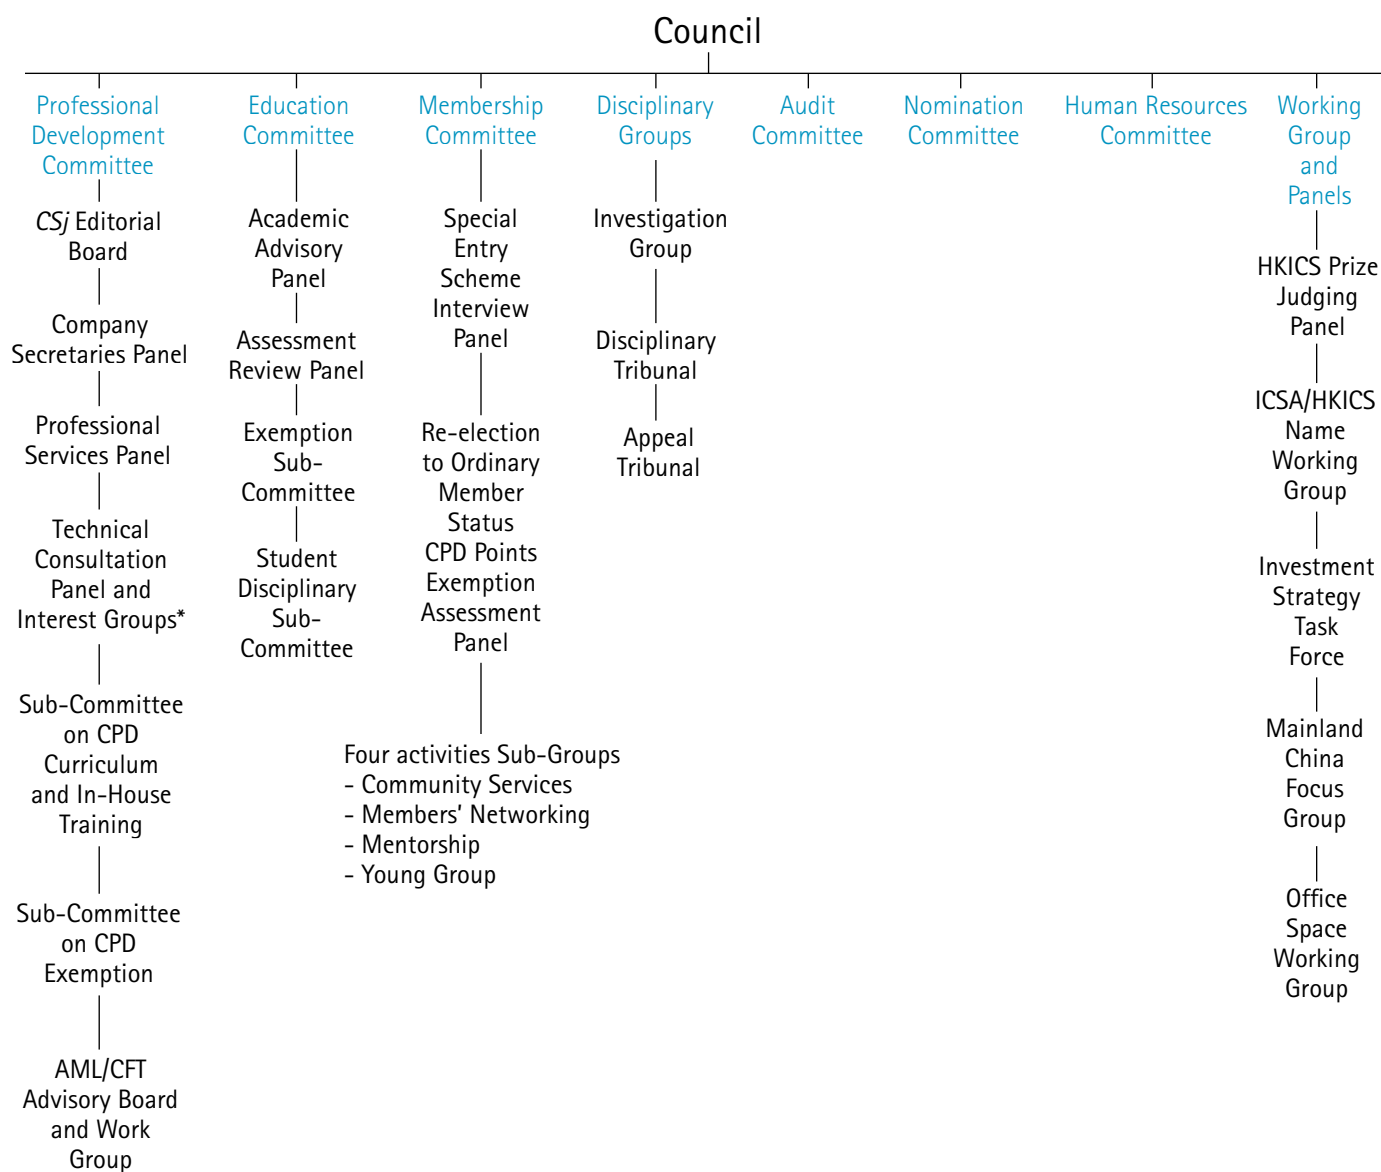 Council
Professional
Development
Committee
CSj Editorial
Board
Company
Secretaries Panel
Professional
Services Panel
Technical
Consultation
Panel and
Interest Groups*
Sub-Committee
on CPD
Curriculum
and In-House
Training
Sub-Committee
on CPD
Exemption
AML/CFT
Advisory Board
and Work
Group
Education
Committee
Academic
Advisory
Panel
Assessment
Review Panel
Exemption
Sub-
Committee
Student
Disciplinary
Sub-
Committee
Membership
Committee
Special
Entry
Scheme
Interview
Panel
Re-election
to Ordinary
Member
Status
CPD Points
Exemption
Assessment
Panel
Four activities Sub-Groups
- Community Services
- Members’ Networking
- Mentorship
- Young Group
Disciplinary
Groups
Investigation
Group
Disciplinary
Tribunal
Appeal
Tribunal
Audit
Committee
Nomination
Committee
Human Resources
Committee
Working
Group
and
Panels
HKICS Prize
Judging
Panel
ICSA/HKICS
Name
Working
Group
Investment
Strategy
Task
Force
Mainland
China
Focus
Group
Office
Space
Working
Group